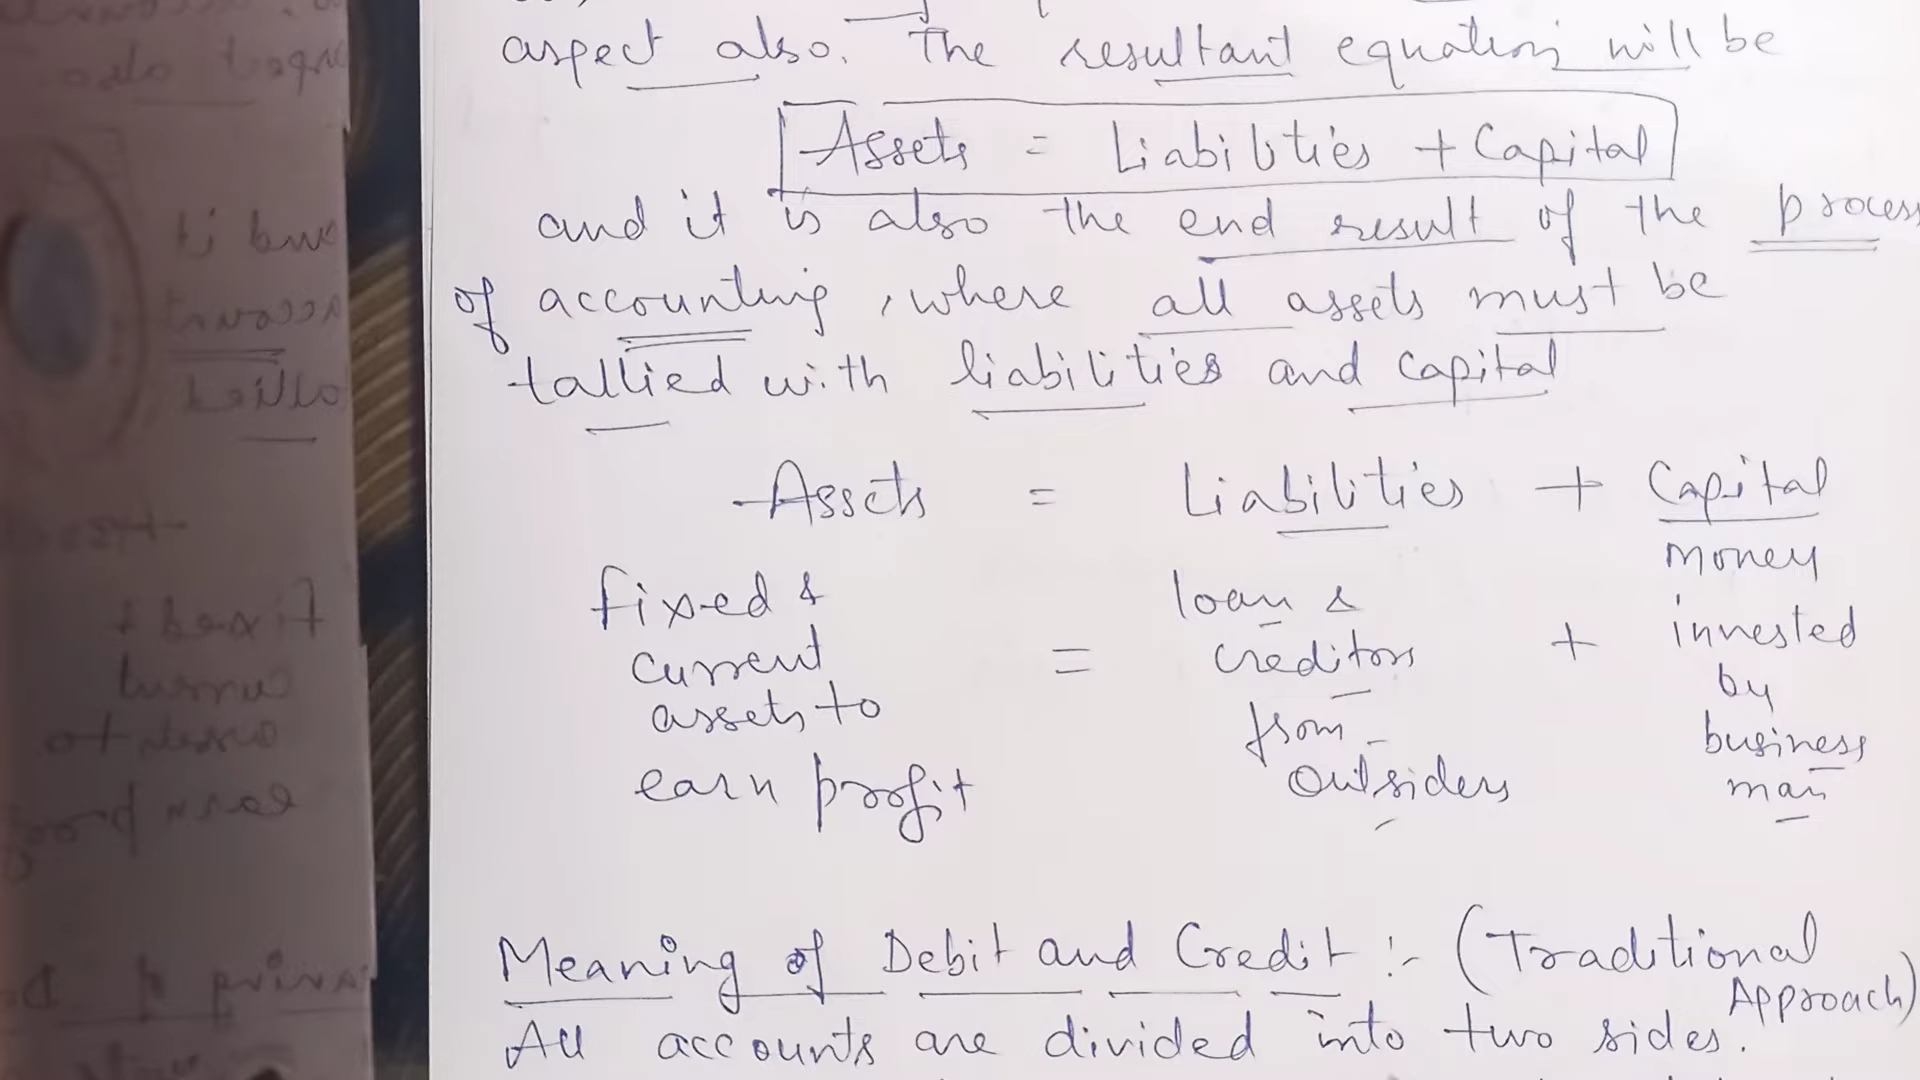 aspect also. The resultant equation will be
Assets = Liabilities + Capital
and it is also the end result of the process
of accounting, where all assets must be
tallied with liabilities and capital
Assets = Liabilities + Capital
fixed & current assets to earn profit = loan & creditors from outsiders + money invested by business man
Meaning of Debit and Credit :- (Traditional Approach)
All accounts are divided into two sides.